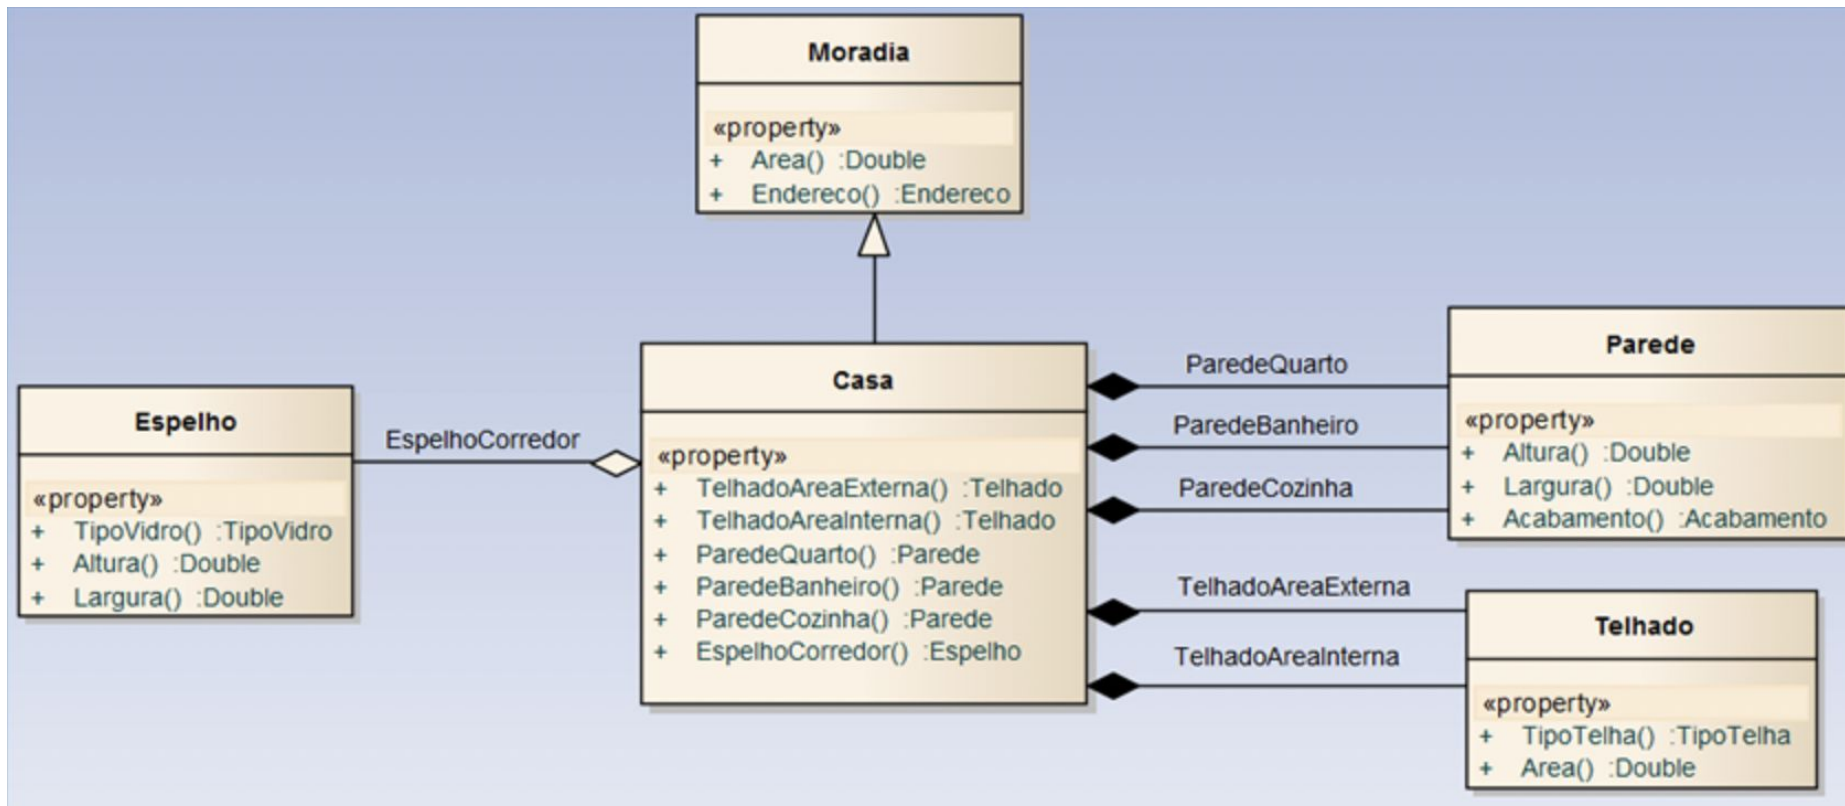 Moradia
«property»
+ Area() :Double
+ Endereco() :Endereco
Espelho
«property»
+ TipoVidro() :TipoVidro
+ Altura() :Double
+ Largura() :Double
EspelhoCorredor
Casa
«property»
+ TelhadoAreaExterna() :Telhado
+ TelhadoAreaInterna() :Telhado
+ ParedeQuarto() :Parede
+ ParedeBanheiro() :Parede
+ ParedeCozinha() :Parede
+ EspelhoCorredor() :Espelho
ParedeQuarto
ParedeBanheiro
ParedeCozinha
TelhadoAreaExterna
TelhadoAreaInterna
Parede
«property»
+ Altura() :Double
+ Largura() :Double
+ Acabamento() :Acabamento
Telhado
«property»
+ TipoTelha() :TipoTelha
+ Area() :Double